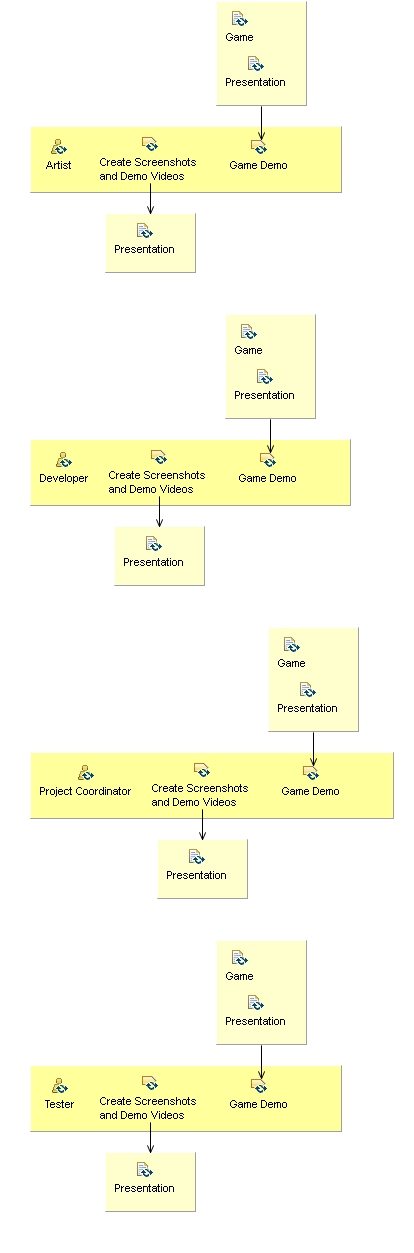 Game
Presentation
Artist
Create Screenshots
and Demo Videos
Game Demo
Presentation
Game
Presentation
Developer
Create Screenshots
and Demo Videos
Game Demo
Presentation
Game
Presentation
Project Coordinator
Create Screenshots
and Demo Videos
Game Demo
Presentation
Game
Presentation
Tester
Create Screenshots
and Demo Videos
Game Demo
Presentation